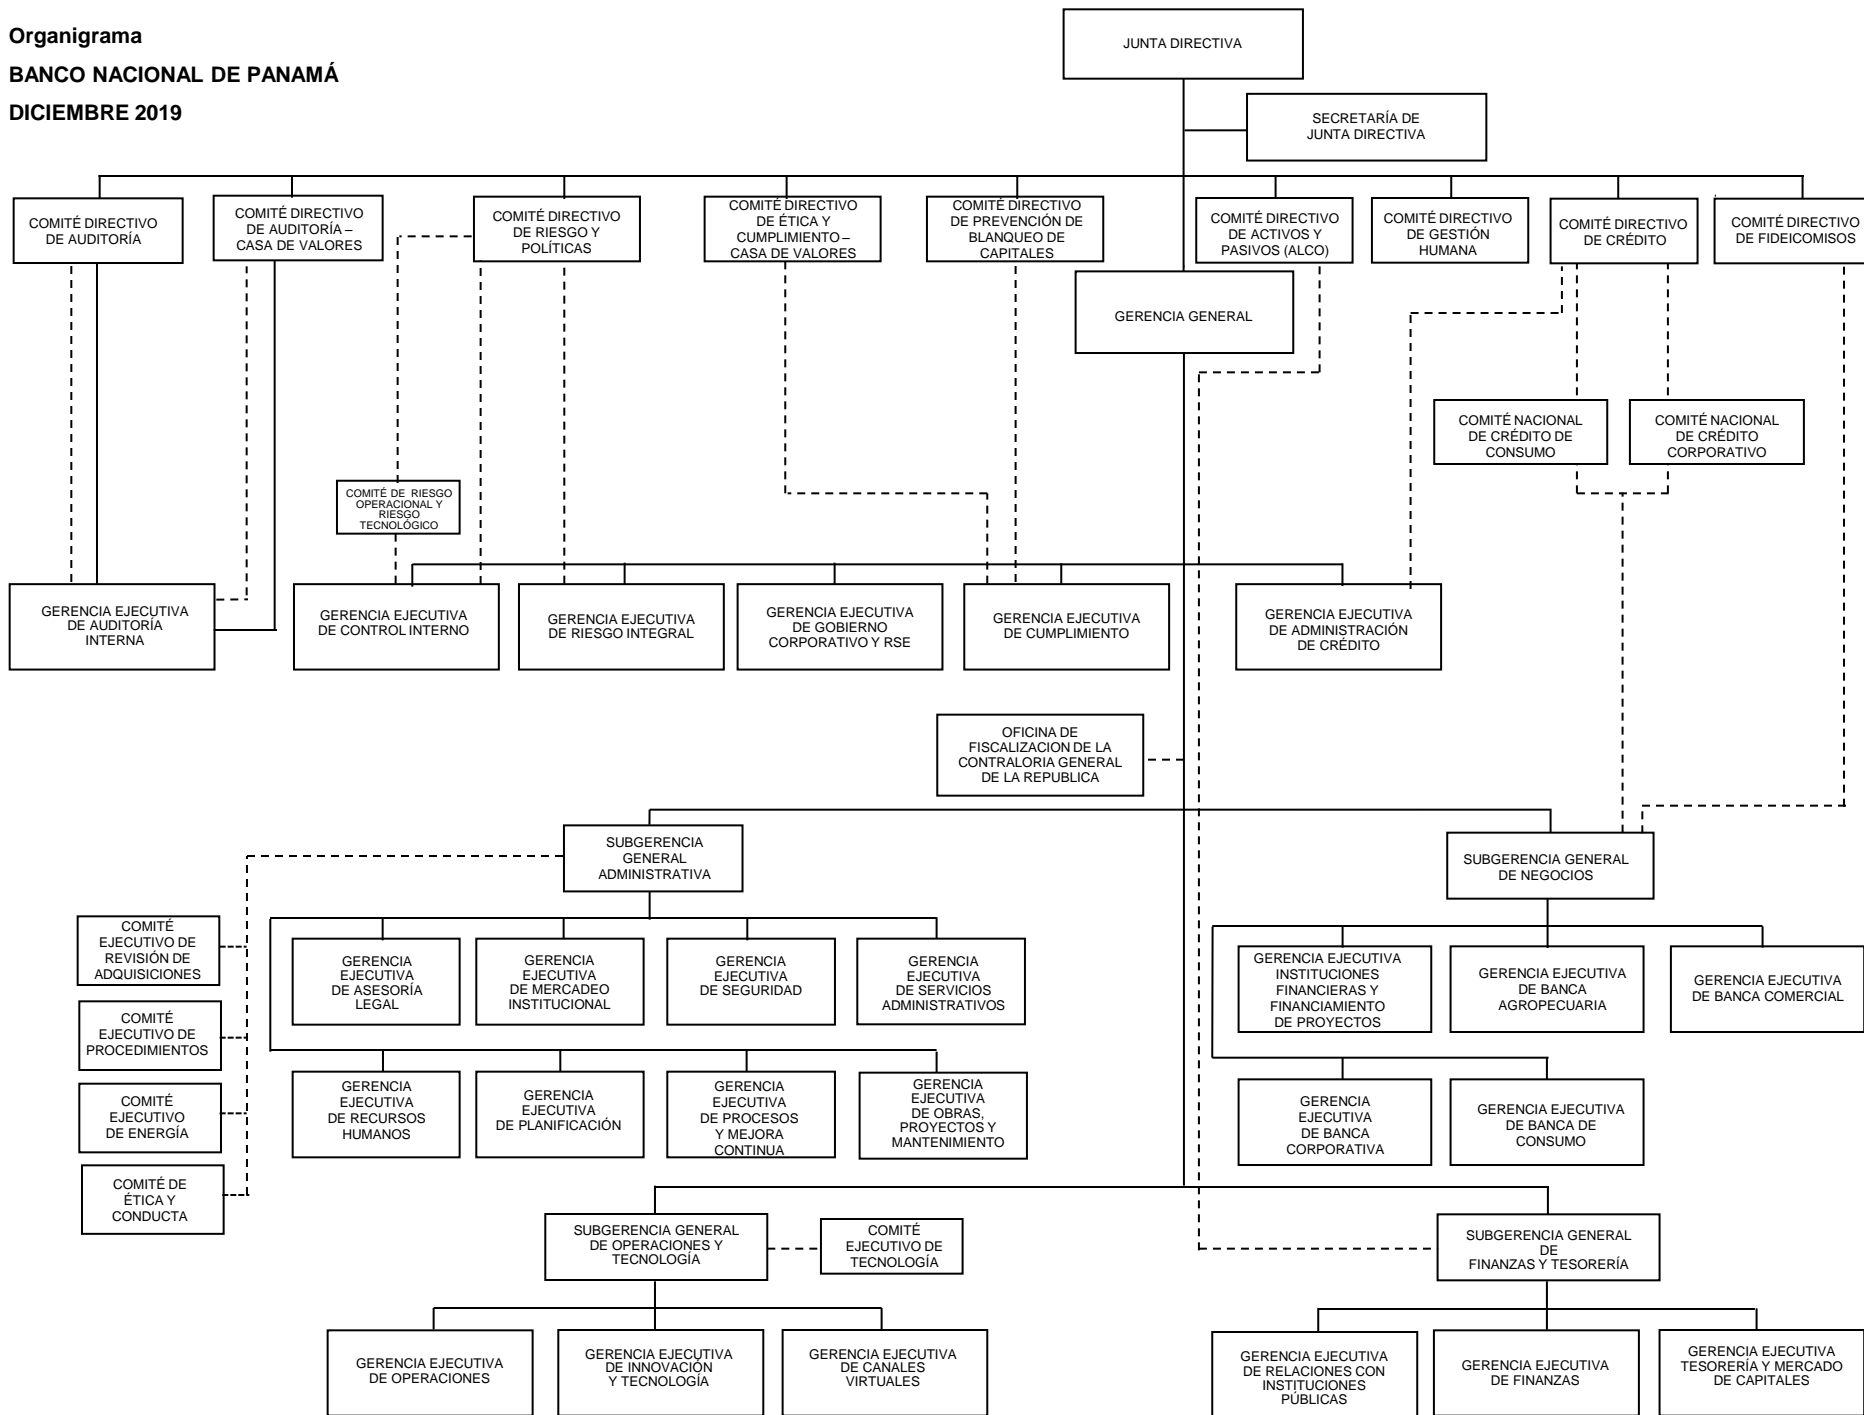 Organigrama
BANCO NACIONAL DE PANAMÁ
DICIEMBRE 2019
JUNTA DIRECTIVA
SECRETARÍA DE
JUNTA DIRECTIVA
COMITÉ DIRECTIVO
DE AUDITORÍA
COMITÉ DIRECTIVO
DE AUDITORÍA –
CASA DE VALORES
COMITÉ DIRECTIVO
DE RIESGO Y
POLÍTICAS
COMITÉ DIRECTIVO
DE ÉTICA Y
CUMPLIMIENTO –
CASA DE VALORES
COMITÉ DIRECTIVO
DE PREVENCIÓN DE
BLANQUEO DE
CAPITALES
COMITÉ DIRECTIVO
DE ACTIVOS Y
PASIVOS (ALCO)
COMITÉ DIRECTIVO
DE GESTIÓN
HUMANA
COMITÉ DIRECTIVO
DE CRÉDITO
COMITÉ DIRECTIVO
DE FIDEICOMISOS
GERENCIA GENERAL
COMITÉ NACIONAL
DE CRÉDITO DE
CONSUMO
COMITÉ NACIONAL
DE CRÉDITO
CORPORATIVO
COMITÉ DE RIESGO
OPERACIONAL Y
RIESGO
TECNOLÓGICO
GERENCIA EJECUTIVA
DE AUDITORÍA
INTERNA
GERENCIA EJECUTIVA
DE CONTROL INTERNO
GERENCIA EJECUTIVA
DE RIESGO INTEGRAL
GERENCIA EJECUTIVA
DE GOBIERNO
CORPORATIVO Y RSE
GERENCIA EJECUTIVA
DE CUMPLIMIENTO
GERENCIA EJECUTIVA
DE ADMINISTRACIÓN
DE CRÉDITO
OFICINA DE
FISCALIZACION DE LA
CONTRALORIA GENERAL
DE LA REPUBLICA
SUBGERENCIA
GENERAL
ADMINISTRATIVA
SUBGERENCIA GENERAL
DE NEGOCIOS
COMITÉ
EJECUTIVO DE
REVISIÓN DE
ADQUISICIONES
COMITÉ
EJECUTIVO DE
PROCEDIMIENTOS
COMITÉ
EJECUTIVO
DE ENERGÍA
COMITÉ DE
ÉTICA Y
CONDUCTA
GERENCIA
EJECUTIVA
DE ASESORÍA
LEGAL
GERENCIA
EJECUTIVA
DE MERCADEO
INSTITUCIONAL
GERENCIA
EJECUTIVA
DE SEGURIDAD
GERENCIA
EJECUTIVA
DE SERVICIOS
ADMINISTRATIVOS
GERENCIA
EJECUTIVA
DE RECURSOS
HUMANOS
GERENCIA
EJECUTIVA
DE PLANIFICACIÓN
GERENCIA
EJECUTIVA
DE PROCESOS
Y MEJORA
CONTINUA
GERENCIA
EJECUTIVA
DE OBRAS,
PROYECTOS Y
MANTENIMIENTO
GERENCIA EJECUTIVA
INSTITUCIONES
FINANCIERAS Y
FINANCIAMIENTO
DE PROYECTOS
GERENCIA EJECUTIVA
DE BANCA
AGROPECUARIA
GERENCIA EJECUTIVA
DE BANCA COMERCIAL
GERENCIA
EJECUTIVA
DE BANCA
CORPORATIVA
GERENCIA EJECUTIVA
DE BANCA DE
CONSUMO
SUBGERENCIA GENERAL
DE OPERACIONES Y
TECNOLOGÍA
COMITÉ
EJECUTIVO DE
TECNOLOGÍA
SUBGERENCIA GENERAL
DE
FINANZAS Y TESORERÍA
GERENCIA EJECUTIVA
DE OPERACIONES
GERENCIA EJECUTIVA
DE INNOVACIÓN
Y TECNOLOGÍA
GERENCIA EJECUTIVA
DE CANALES
VIRTUALES
GERENCIA EJECUTIVA
DE RELACIONES CON
INSTITUCIONES
PÚBLICAS
GERENCIA EJECUTIVA
DE FINANZAS
GERENCIA EJECUTIVA
TESORERÍA Y MERCADO
DE CAPITALES